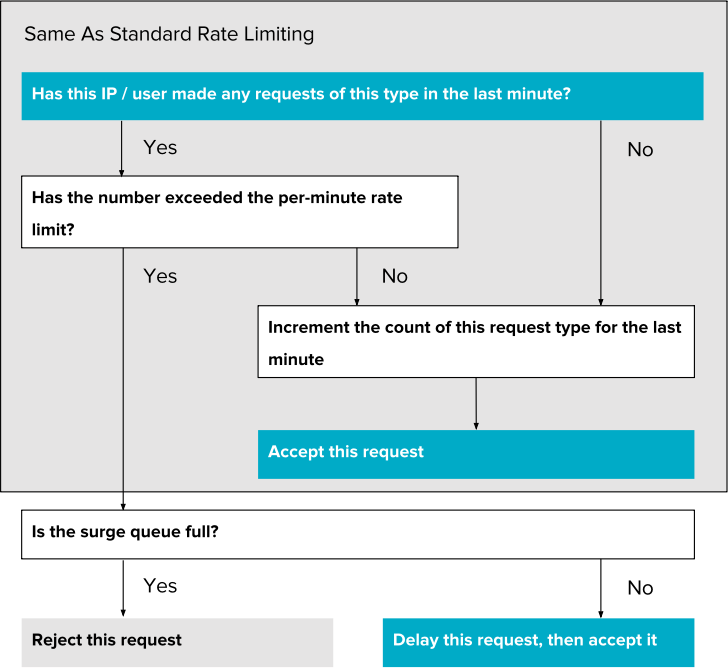 Same As Standard Rate Limiting
Has this IP / user made any requests of this type in the last minute?
Yes
No
Has the number exceeded the per-minute rate
limit?
Yes
No
Increment the count of this request type for the last
minute
Accept this request
Is the surge queue full?
Yes
No
Reject this request
Delay this request, then accept it